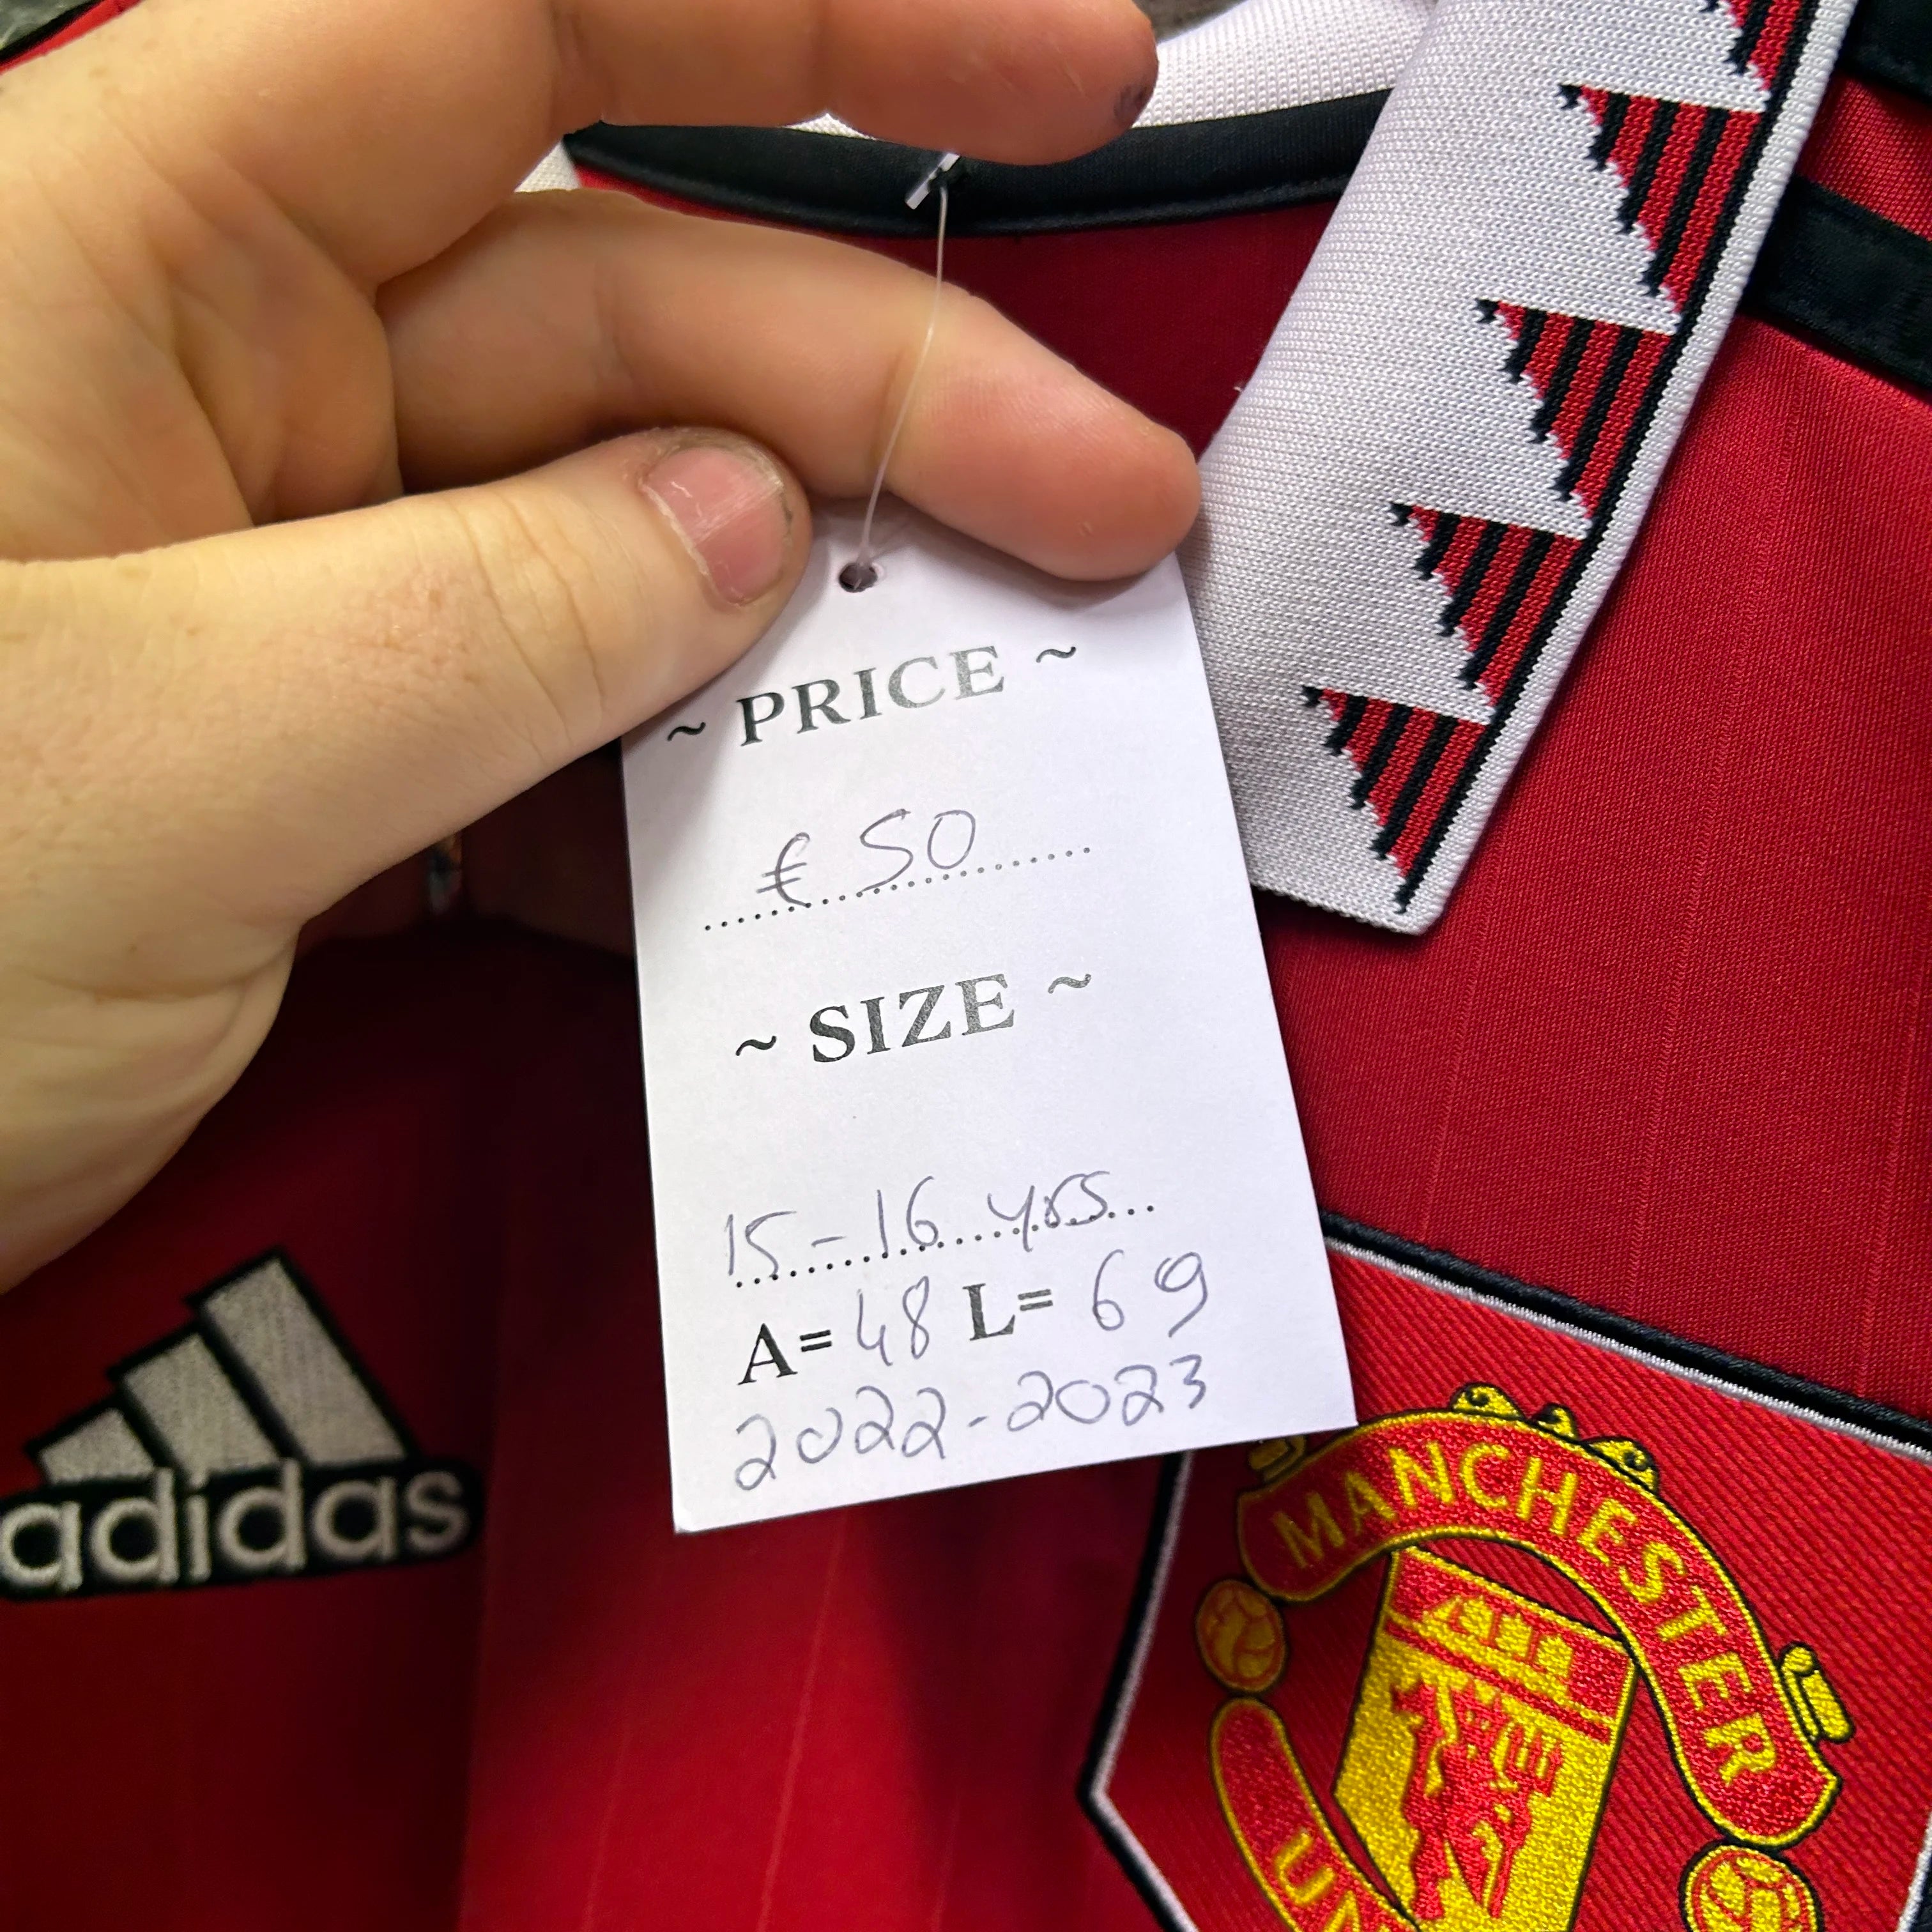 ~ PRICE ~
€ 50
~ SIZE ~
15-16 yrs
A= 48 L= 69
2022-2023
adidas
MANCHESTER